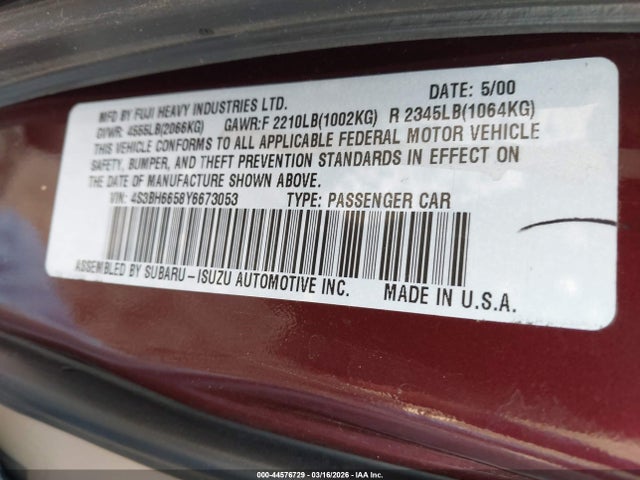 DATE: 5/00
MFD BY FUJI HEAVY INDUSTRIES LTD.
GVWR: 4555LB(2066KG) GAWR:F 2210LB(1002KG) R 2345LB(1064KG)
THIS VEHICLE CONFORMS TO ALL APPLICABLE FEDERAL MOTOR VEHICLE
SAFETY, BUMPER, AND THEFT PREVENTION STANDARDS IN EFFECT ON
THE DATE OF MANUFACTURE SHOWN ABOVE.
VIN: 4S3BH6658Y6673053 TYPE: PASSENGER CAR
ASSEMBLED BY SUBARU-ISUZU AUTOMOTIVE INC. MADE IN U.S.A.
000-44576729 - 03/16/2026 - IAA Inc.